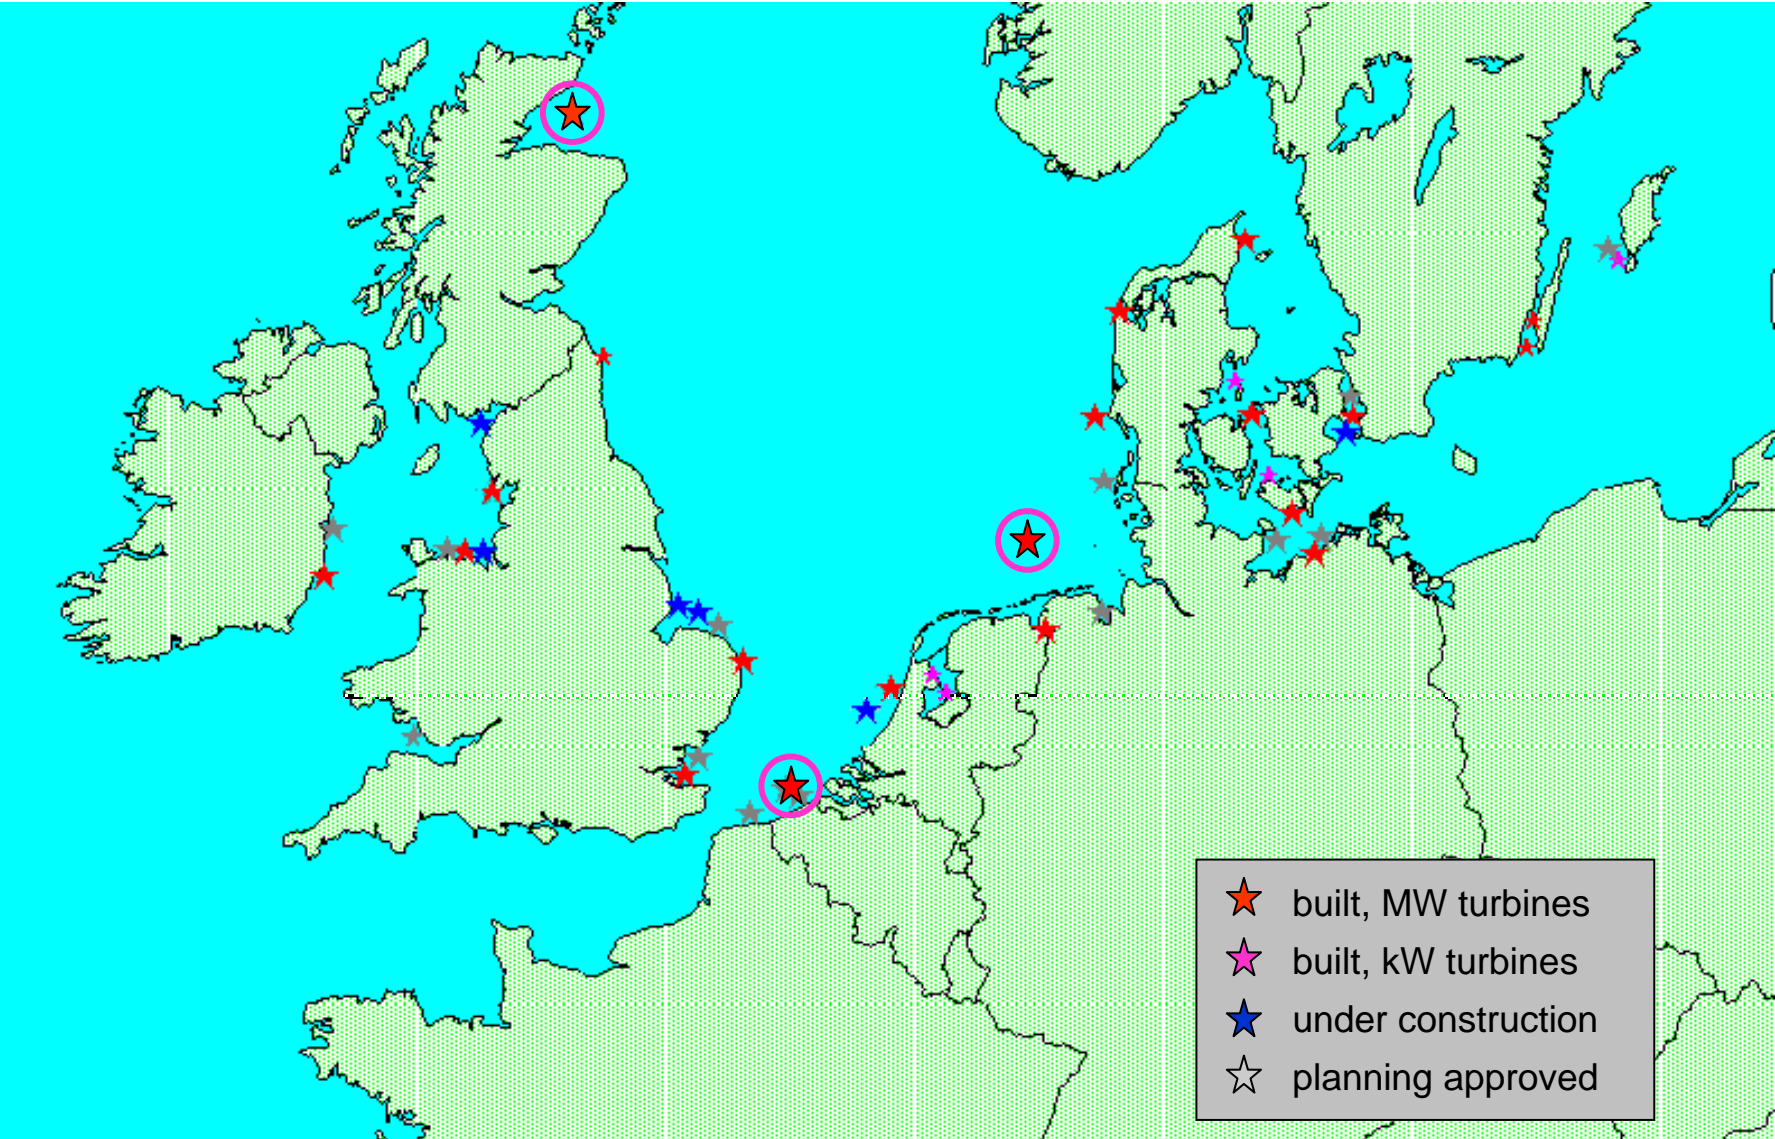 built, MW turbines
built, kW turbines
under construction
planning approved